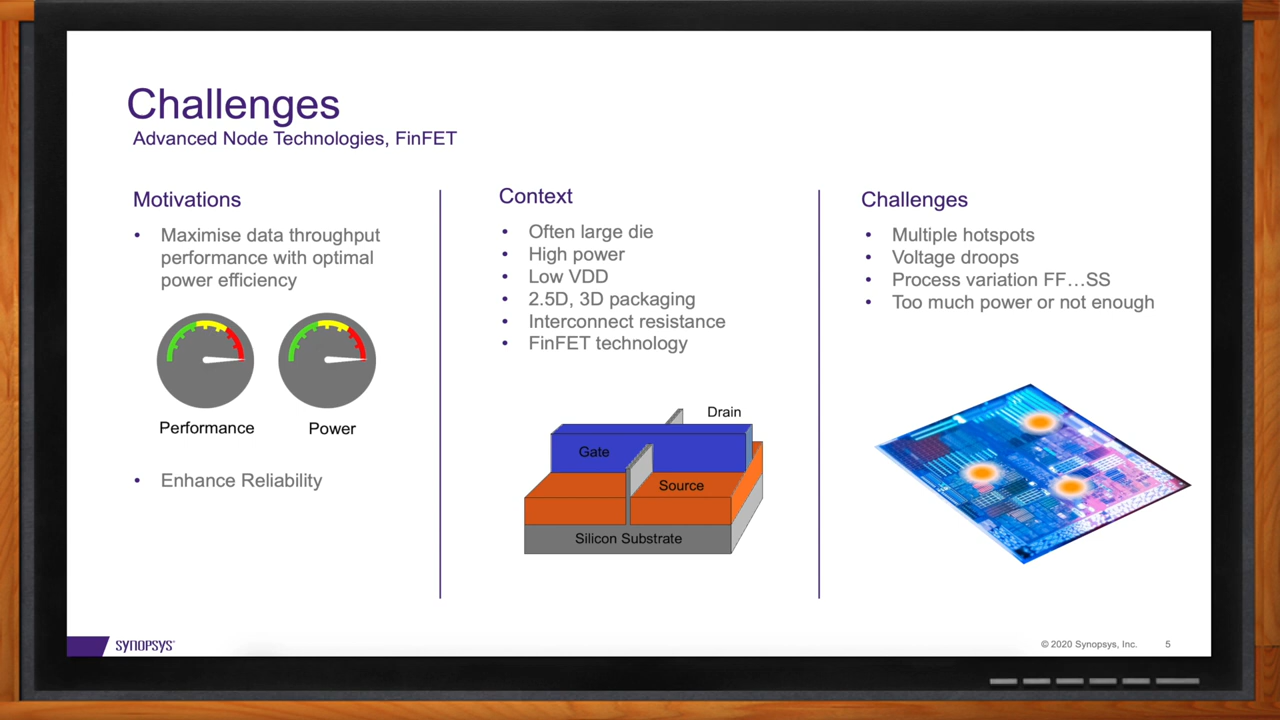 Challenges
Advanced Node Technologies, FinFET
Motivations
• Maximise data throughput
performance with optimal
power efficiency
Performance
Power
• Enhance Reliability
Context
• Often large die
• High power
• Low VDD
• 2.5D, 3D packaging
• Interconnect resistance
• FinFET technology
Drain
Gate
Source
Silicon Substrate
Challenges
• Multiple hotspots
• Voltage droops
• Process variation FF…SS
• Too much power or not enough
SYNOPSYS®
© 2020 Synopsys, Inc.
5